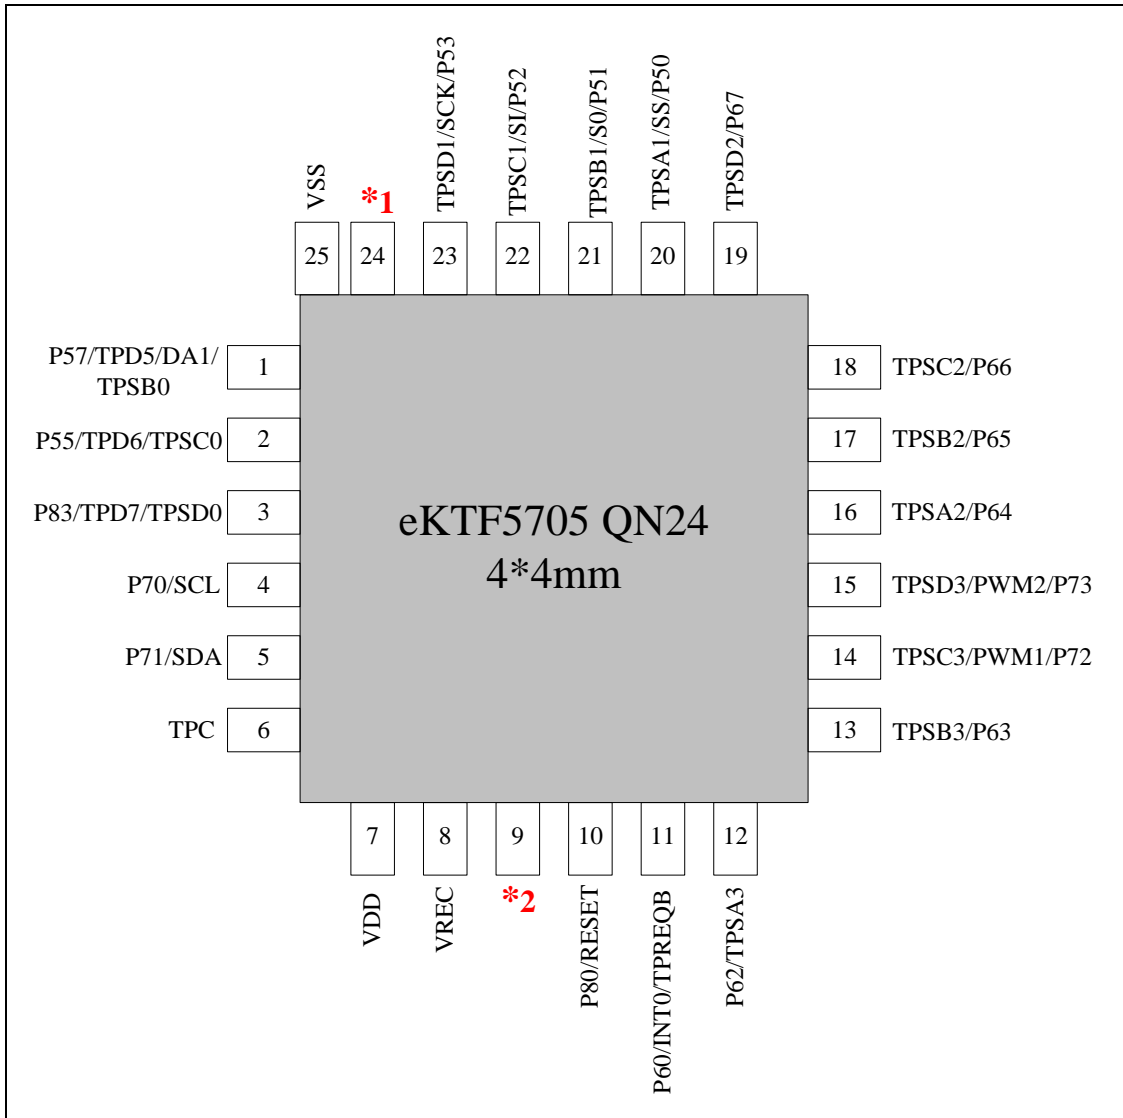 TPSD1/SCK/P53
TPSC1/SI/P52
TPSB1/S0/P51
TPSA1/SS/P50
TPSD2/P67
VSS
*1
25
24
23
22
21
20
19
P57/TPD5/DA1/
TPSB0
1
18
TPSC2/P66
P55/TPD6/TPSC0
2
17
TPSB2/P65
P83/TPD7/TPSD0
3
eKTF5705 QN24
4*4mm
16
TPSA2/P64
P70/SCL
4
15
TPSD3/PWM2/P73
P71/SDA
5
14
TPSC3/PWM1/P72
TPC
6
13
TPSB3/P63
7
8
9
10
11
12
VDD
VREC
*2
P80/RESET
P60/INT0/TPREQB
P62/TPSA3